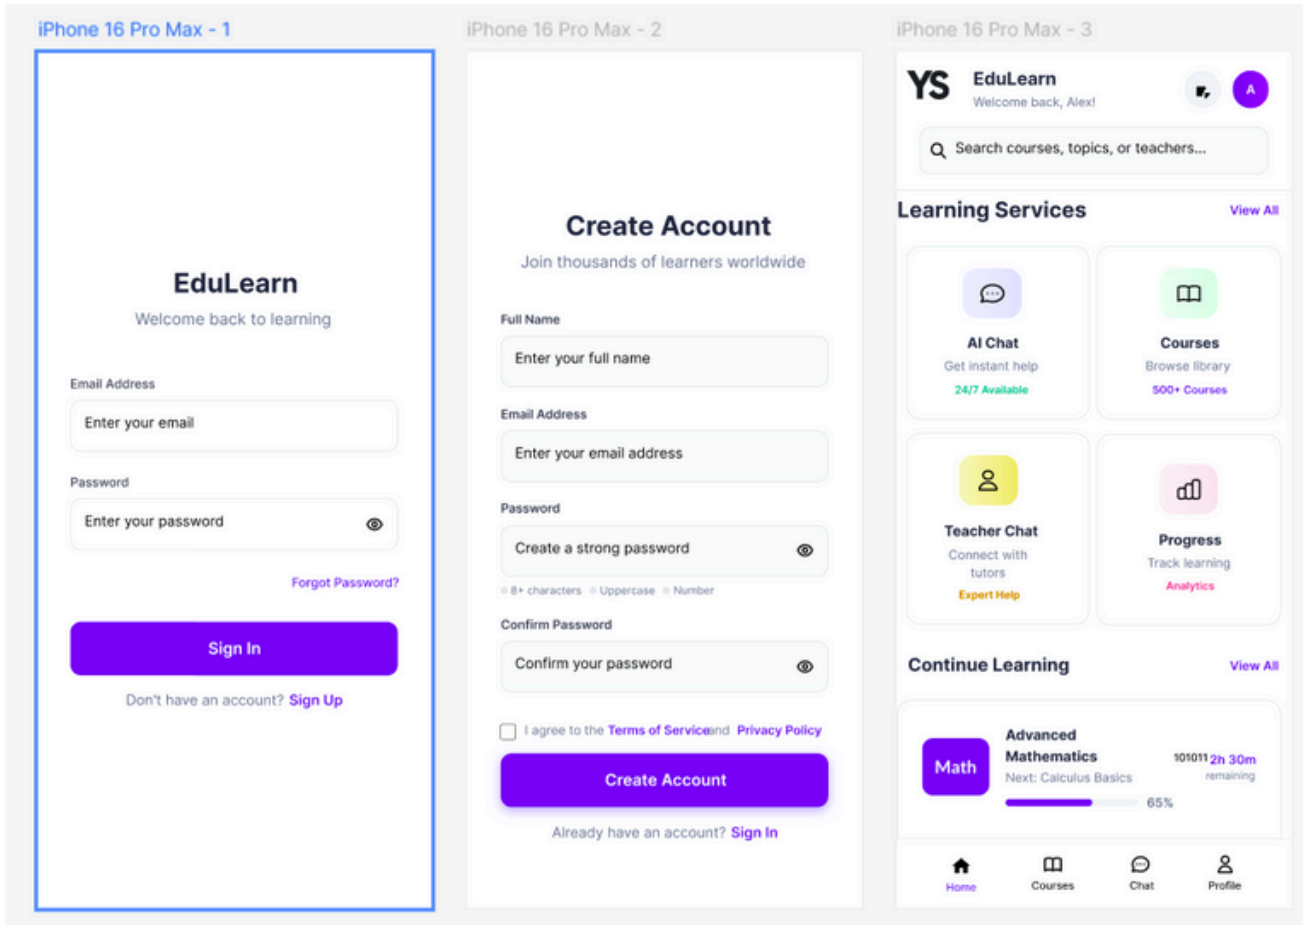 iPhone 16 Pro Max - 1
EduLearn
Welcome back to learning
Email Address
Enter your email
Password
Enter your password
Forgot Password?
Sign In
Don't have an account? Sign Up
iPhone 16 Pro Max - 2
Create Account
Join thousands of learners worldwide
Full Name
Enter your full name
Email Address
Enter your email address
Password
Create a strong password
8+ characters Uppercase Number
Confirm Password
Confirm your password
I agree to the Terms of Serviceand Privacy Policy
Create Account
Already have an account? Sign In
iPhone 16 Pro Max - 3
YS
EduLearn
Welcome back, Alex!
A
Search courses, topics, or teachers...
Learning Services
View All
AI Chat
Get instant help
24/7 Available
Courses
Browse library
500+ Courses
Teacher Chat
Connect with
tutors
Expert Help
Progress
Track learning
Analytics
Continue Learning
View All
Math
Advanced
Mathematics
Next: Calculus Basics
65%
101011 2h 30m
remaining
Home
Courses
Chat
Profile